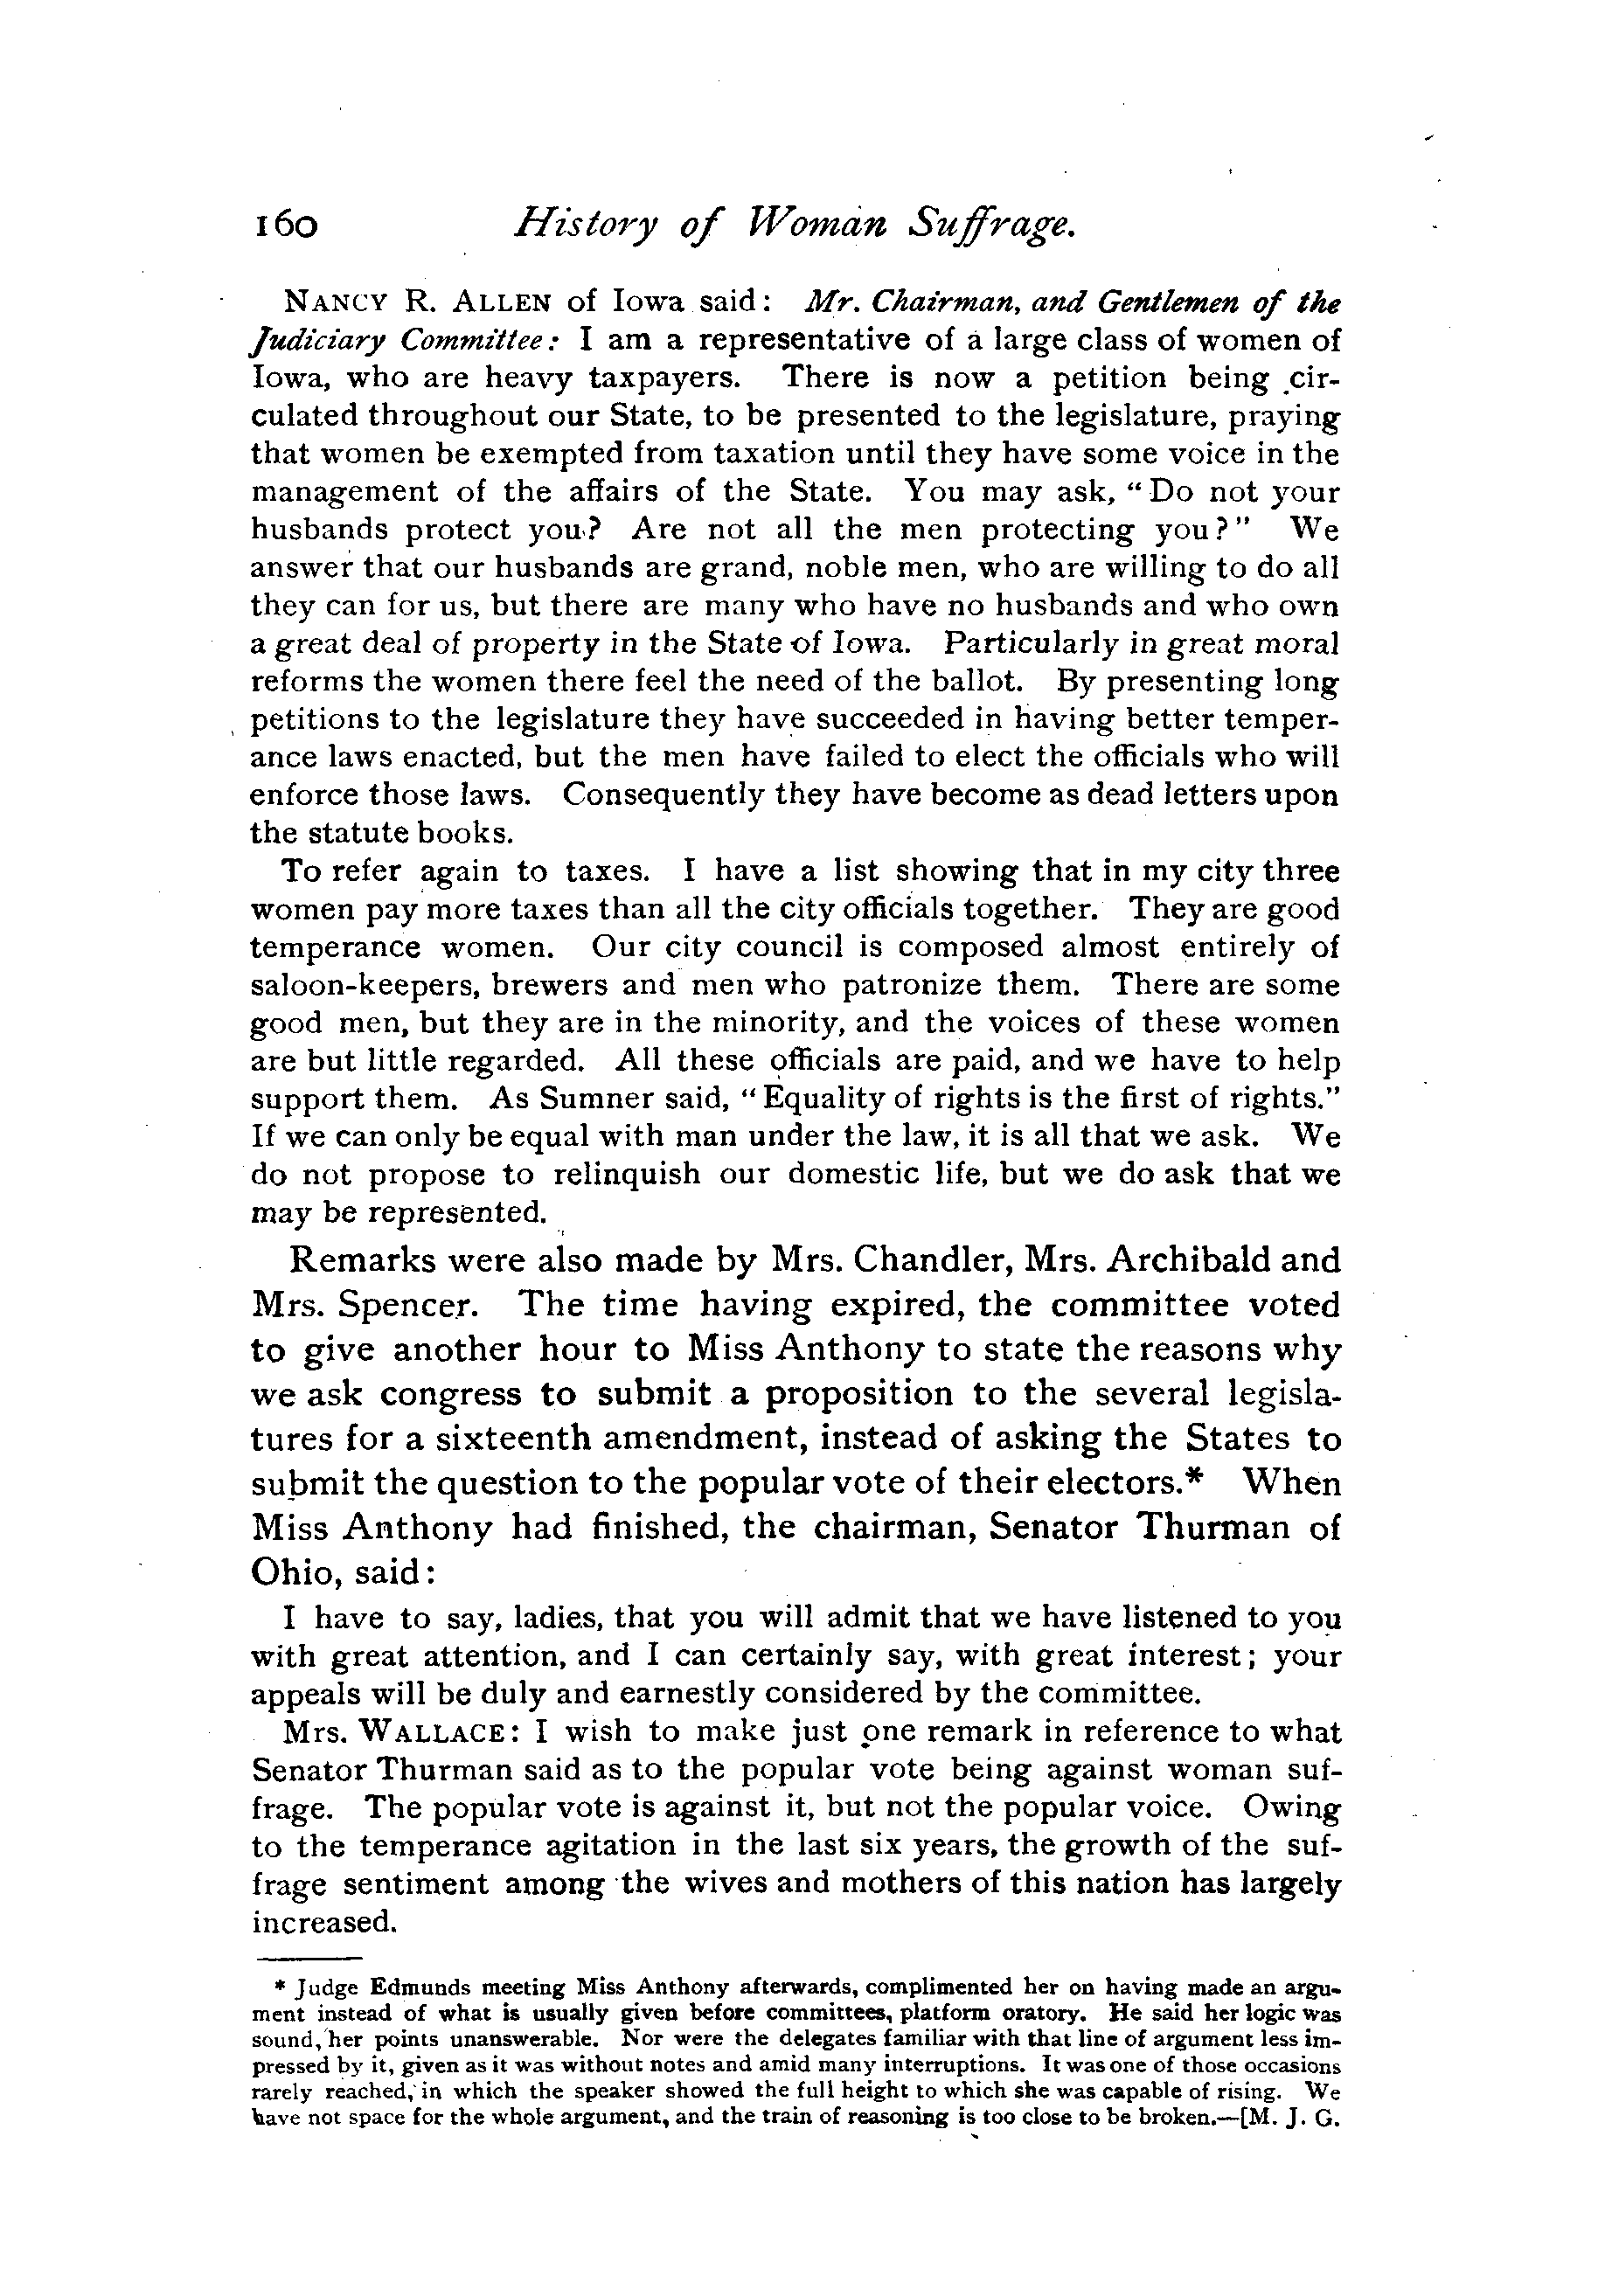 160 History of Woman Suffrage.
NANCY R. ALLEN of Iowa said: Mr. Chairman, and Gentlemen of the
Judiciary Committee: I am a representative of a large class of women of
Iowa, who are heavy taxpayers. There is now a petition being cir-
culated throughout our State, to be presented to the legislature, praying
that women be exempted from taxation until they have some voice in the
management of the affairs of the State. You may ask, "Do not your
husbands protect you? Are not all the men protecting you?" We
answer that our husbands are grand, noble men, who are willing to do all
they can for us, but there are many who have no husbands and who own
a great deal of property in the State of Iowa. Particularly in great moral
reforms the women there feel the need of the ballot. By presenting long
petitions to the legislature they have succeeded in having better temper-
ance laws enacted, but the men have failed to elect the officials who will
enforce those laws. Consequently they have become as dead letters upon
the statute books.
To refer again to taxes. I have a list showing that in my city three
women pay more taxes than all the city officials together. They are good
temperance women. Our city council is composed almost entirely of
saloon-keepers, brewers and men who patronize them. There are some
good men, but they are in the minority, and the voices of these women
are but little regarded. All these officials are paid, and we have to help
support them. As Sumner said, "Equality of rights is the first of rights."
If we can only be equal with man under the law, it is all that we ask. We
do not propose to relinquish our domestic life, but we do ask that we
may be represented.
Remarks were also made by Mrs. Chandler, Mrs. Archibald and
Mrs. Spencer. The time having expired, the committee voted
to give another hour to Miss Anthony to state the reasons why
we ask congress to submit a proposition to the several legisla-
tures for a sixteenth amendment, instead of asking the States to
submit the question to the popular vote of their electors.* When
Miss Anthony had finished, the chairman, Senator Thurman of
Ohio, said:
I have to say, ladies, that you will admit that we have listened to you
with great attention, and I can certainly say, with great interest; your
appeals will be duly and earnestly considered by the committee.
Mrs. WALLACE: I wish to make just one remark in reference to what
Senator Thurman said as to the popular vote being against woman suf-
frage. The popular vote is against it, but not the popular voice. Owing
to the temperance agitation in the last six years, the growth of the suf-
frage sentiment among the wives and mothers of this nation has largely
increased.
* Judge Edmunds meeting Miss Anthony afterwards, complimented her on having made an argu-
ment instead of what is usually given before committees, platform oratory. He said her logic was
sound, her points unanswerable. Nor were the delegates familiar with that line of argument less im-
pressed by it, given as it was without notes and amid many interruptions. It was one of those occasions
rarely reached, in which the speaker showed the full height to which she was capable of rising. We
have not space for the whole argument, and the train of reasoning is too close to be broken.—[M. J. G.